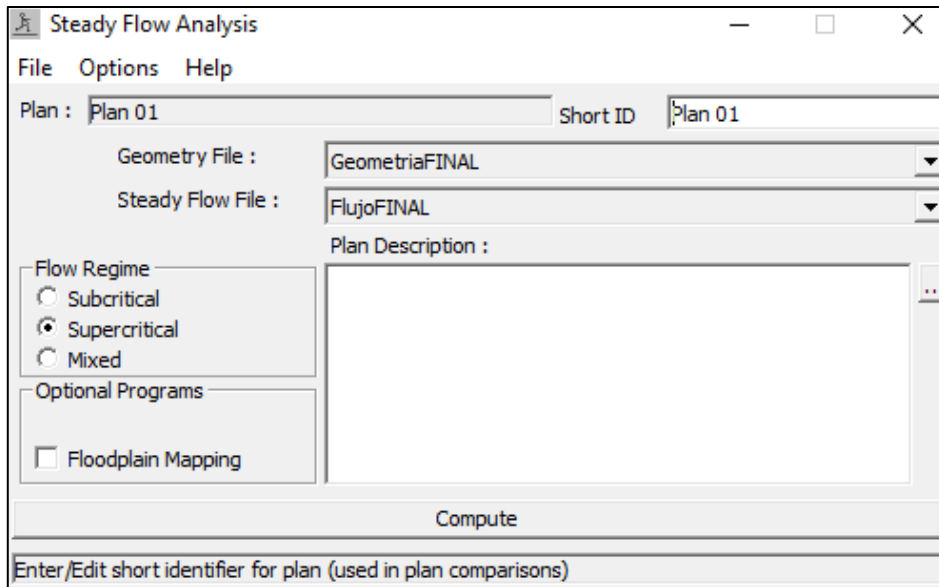 Steady Flow Analysis
File Options Help
Plan : Plan 01 Short ID Plan 01
Geometry File : GeometriaFINAL
Steady Flow File : FlujoFINAL
Plan Description :
Flow Regime
Subcritical
Supercritical
Mixed
Optional Programs
Floodplain Mapping
...
Compute
Enter/Edit short identifier for plan (used in plan comparisons)